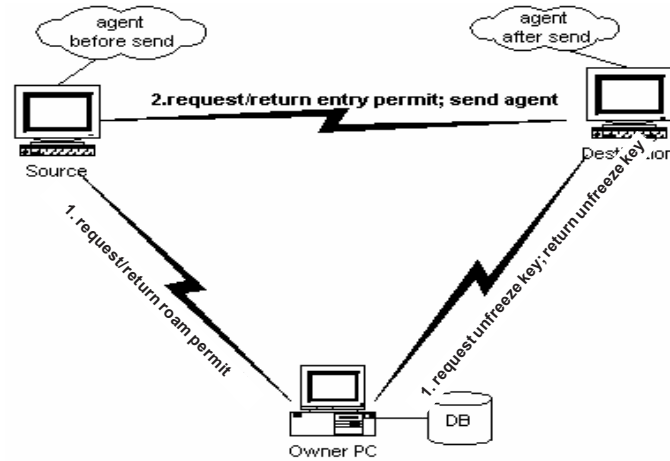 agent
before send
agent
after send
2.request/return entry permit; send agent
Source
1. request/return roam permit
1. request unfreeze key; return unfreeze key
Owner PC
DB